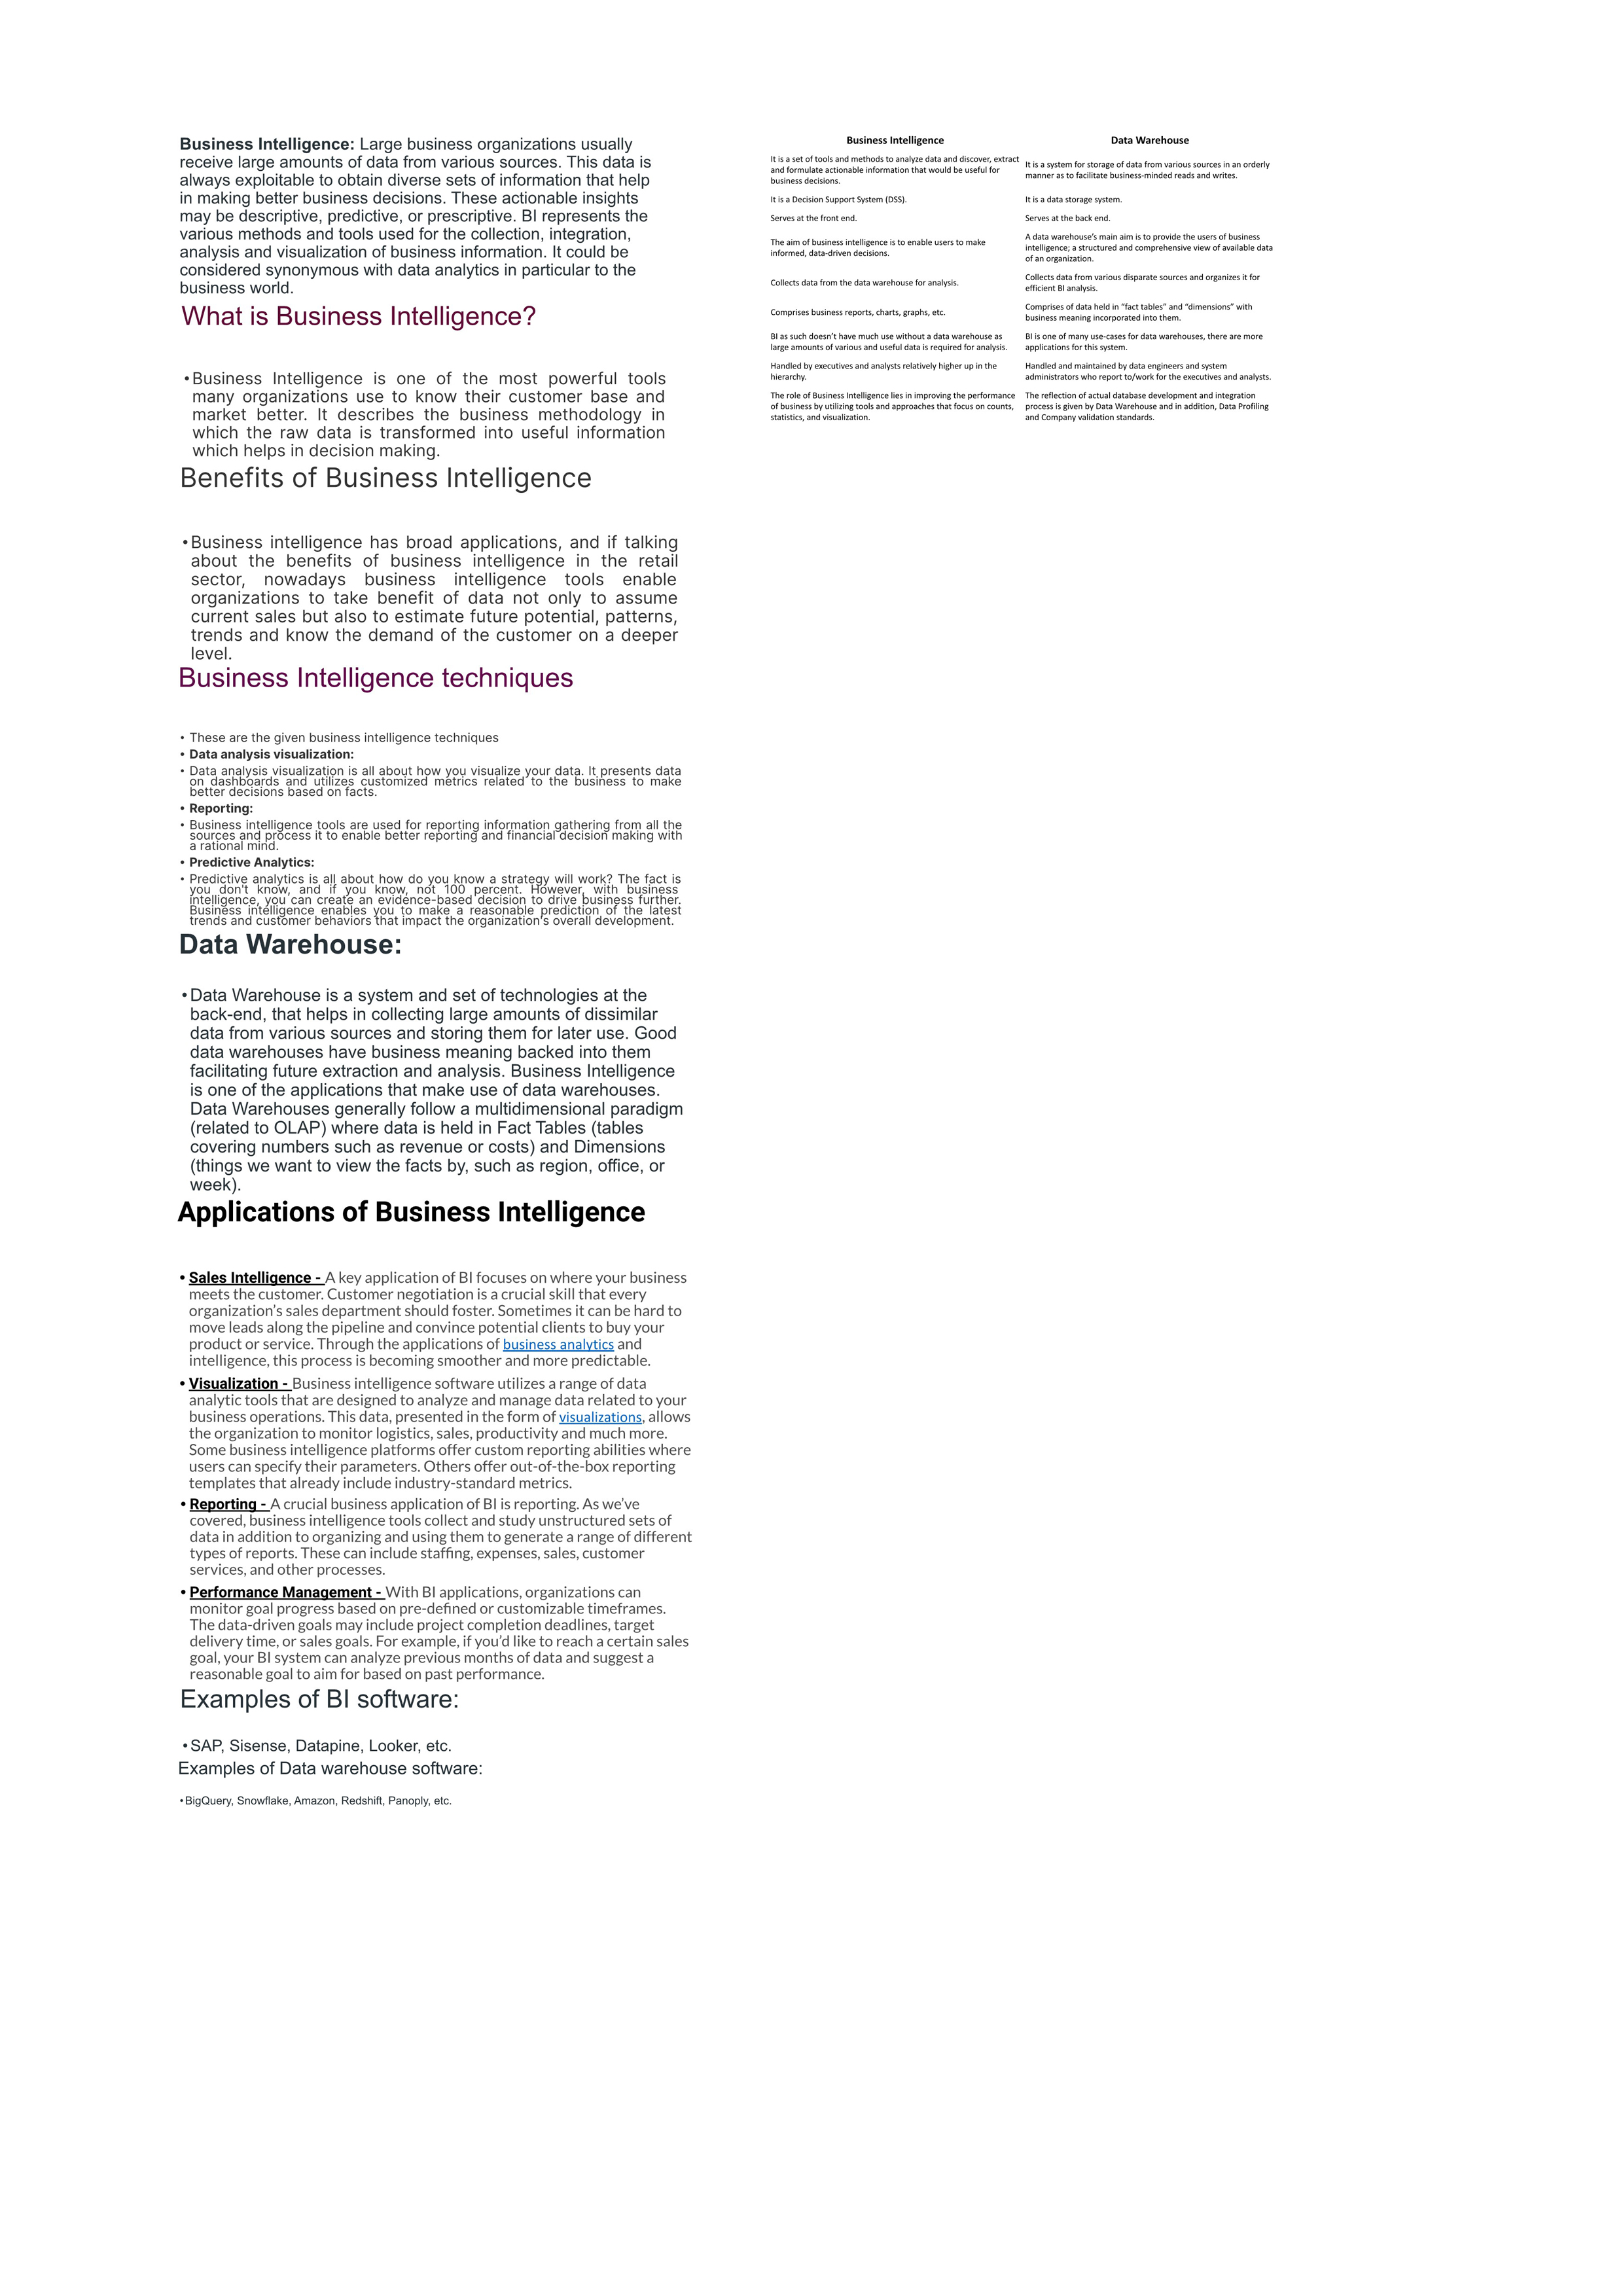 Business Intelligence: Large business organizations usually
receive large amounts of data from various sources. This data is
always exploitable to obtain diverse sets of information that help
in making better business decisions. These actionable insights
may be descriptive, predictive, or prescriptive. BI represents the
various methods and tools used for the collection, integration,
analysis and visualization of business information. It could be
considered synonymous with data analytics in particular to the
business world.
What is Business Intelligence?
• Business Intelligence is one of the most powerful tools
many organizations use to know their customer base and
market better. It describes the business methodology in
which the raw data is transformed into useful information
which helps in decision making.
Benefits of Business Intelligence
• Business intelligence has broad applications, and if talking
about the benefits of business intelligence in the retail
sector, nowadays business intelligence tools enable
organizations to take benefit of data not only to assume
current sales but also to estimate future potential, patterns,
trends and know the demand of the customer on a deeper
level.
Business Intelligence techniques
• These are the given business intelligence techniques
• Data analysis visualization:
• Data analysis visualization is all about how you visualize your data. It presents data
on dashboards and utilizes customized metrics related to the business to make
better decisions based on facts.
• Reporting:
• Business intelligence tools are used for reporting information gathering from all the
sources and process it to enable better reporting and financial decision making with
a rational mind.
• Predictive Analytics:
• Predictive analytics is all about how do you know a strategy will work? The fact is
you don't know, and if you know, not 100 percent. However, with business
intelligence, you can create an evidence-based decision to drive business further.
Business intelligence enables you to make a reasonable prediction of the latest
trends and customer behaviors that impact the organization's overall development.
Data Warehouse:
• Data Warehouse is a system and set of technologies at the
back-end, that helps in collecting large amounts of dissimilar
data from various sources and storing them for later use. Good
data warehouses have business meaning backed into them
facilitating future extraction and analysis. Business Intelligence
is one of the applications that make use of data warehouses.
Data Warehouses generally follow a multidimensional paradigm
(related to OLAP) where data is held in Fact Tables (tables
covering numbers such as revenue or costs) and Dimensions
(things we want to view the facts by, such as region, office, or
week).
Applications of Business Intelligence
• Sales Intelligence - A key application of BI focuses on where your business
meets the customer. Customer negotiation is a crucial skill that every
organization’s sales department should foster. Sometimes it can be hard to
move leads along the pipeline and convince potential clients to buy your
product or service. Through the applications of business analytics and
intelligence, this process is becoming smoother and more predictable.
• Visualization - Business intelligence software utilizes a range of data
analytic tools that are designed to analyze and manage data related to your
business operations. This data, presented in the form of visualizations, allows
the organization to monitor logistics, sales, productivity and much more.
Some business intelligence platforms offer custom reporting abilities where
users can specify their parameters. Others offer out-of-the-box reporting
templates that already include industry-standard metrics.
• Reporting - A crucial business application of BI is reporting. As we’ve
covered, business intelligence tools collect and study unstructured sets of
data in addition to organizing and using them to generate a range of different
types of reports. These can include staffing, expenses, sales, customer
services, and other processes.
• Performance Management - With BI applications, organizations can
monitor goal progress based on pre-defined or customizable timeframes.
The data-driven goals may include project completion deadlines, target
delivery time, or sales goals. For example, if you’d like to reach a certain sales
goal, your BI system can analyze previous months of data and suggest a
reasonable goal to aim for based on past performance.
Examples of BI software:
• SAP, Sisense, Datapine, Looker, etc.
Examples of Data warehouse software:
• BigQuery, Snowflake, Amazon, Redshift, Panoply, etc.
Business Intelligence
Data Warehouse
It is a set of tools and methods to analyze data and discover, extract
and formulate actionable information that would be useful for
business decisions.
It is a system for storage of data from various sources in an orderly
manner as to facilitate business-minded reads and writes.
It is a Decision Support System (DSS).
It is a data storage system.
Serves at the front end.
Serves at the back end.
The aim of business intelligence is to enable users to make
informed, data-driven decisions.
A data warehouse’s main aim is to provide the users of business
intelligence; a structured and comprehensive view of available data
of an organization.
Collects data from the data warehouse for analysis.
Collects data from various disparate sources and organizes it for
efficient BI analysis.
Comprises business reports, charts, graphs, etc.
Comprises of data held in “fact tables” and “dimensions” with
business meaning incorporated into them.
BI as such doesn’t have much use without a data warehouse as
large amounts of various and useful data is required for analysis.
BI is one of many use-cases for data warehouses, there are more
applications for this system.
Handled by executives and analysts relatively higher up in the
hierarchy.
Handled and maintained by data engineers and system
administrators who report to/work for the executives and analysts.
The role of Business Intelligence lies in improving the performance
of business by utilizing tools and approaches that focus on counts,
statistics, and visualization.
The reflection of actual database development and integration
process is given by Data Warehouse and in addition, Data Profiling
and Company validation standards.